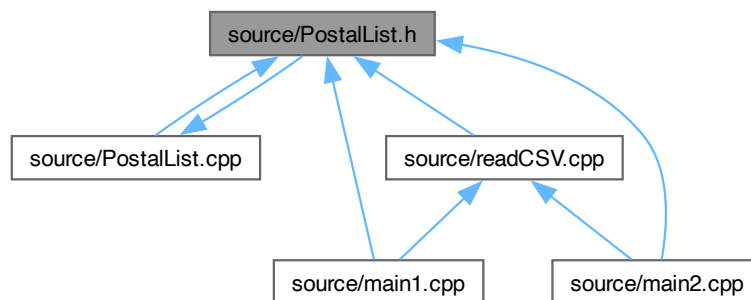 source/PostalList.h
source/PostalList.cpp
source/readCSV.cpp
source/main1.cpp
source/main2.cpp